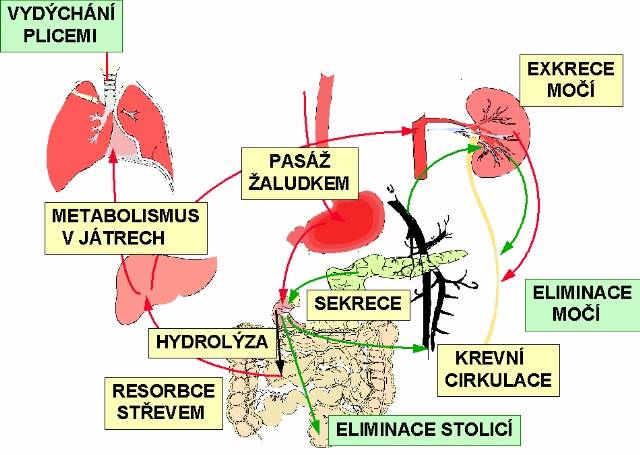 VYDÝCHÁNÍ
PLICEMI
EXKRECE
MOČÍ
PASÁŽ
ŽALUDKEM
METABOLISMUS
V JÁTRECH
SEKRECE
ELIMINACE
MOČÍ
HYDROLÝZA
KREVNÍ
CIRKULACE
RESORBCE
STŘEVEM
ELIMINACE STOLICÍ